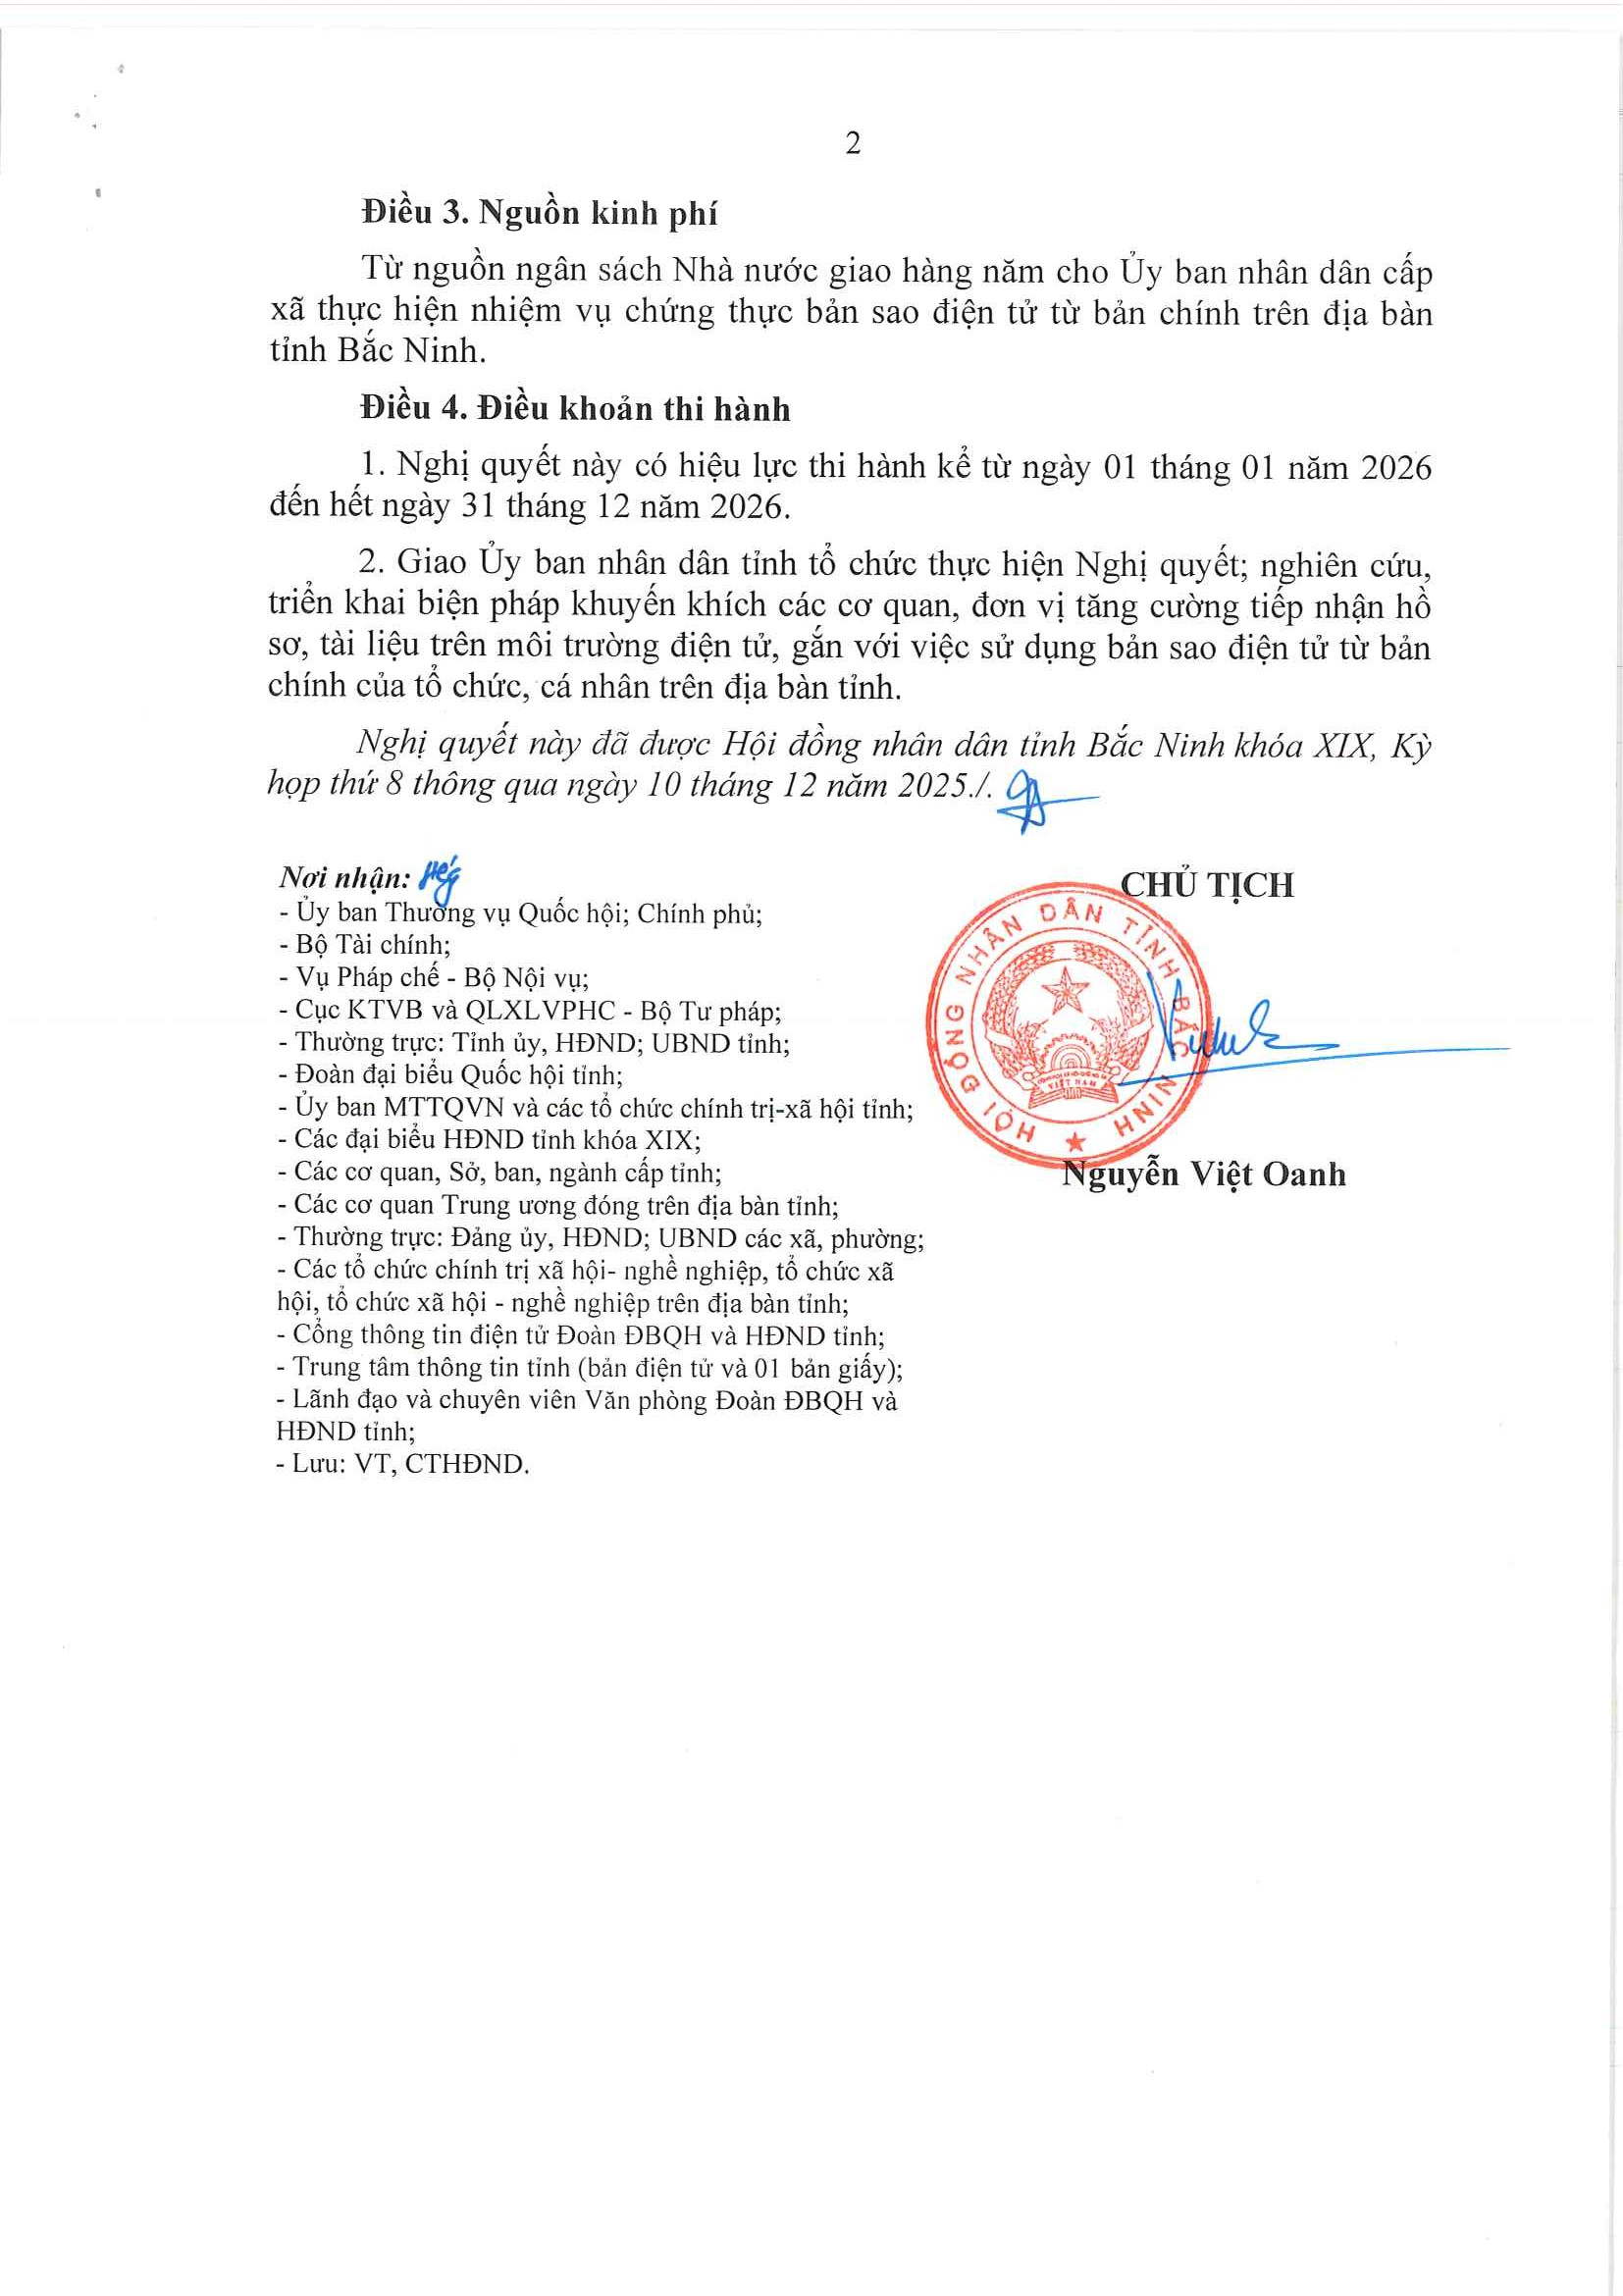 2
Điều 3. Nguồn kinh phí
Từ nguồn ngân sách Nhà nước giao hàng năm cho Ủy ban nhân dân cấp
xã thực hiện nhiệm vụ chứng thực bản sao điện tử từ bản chính trên địa bàn
tỉnh Bắc Ninh.
Điều 4. Điều khoản thi hành
1. Nghị quyết này có hiệu lực thi hành kể từ ngày 01 tháng 01 năm 2026
đến hết ngày 31 tháng 12 năm 2026.
2. Giao Ủy ban nhân dân tỉnh tổ chức thực hiện Nghị quyết; nghiên cứu,
triển khai biện pháp khuyến khích các cơ quan, đơn vị tăng cường tiếp nhận hồ
sơ, tài liệu trên môi trường điện tử, gắn với việc sử dụng bản sao điện tử từ bản
chính của tổ chức, cá nhân trên địa bàn tỉnh.
Nghị quyết này đã được Hội đồng nhân dân tỉnh Bắc Ninh khóa XIX, Kỳ
họp thứ 8 thông qua ngày 10 tháng 12 năm 2025./.
Nơi nhận:
- Ủy ban Thường vụ Quốc hội; Chính phủ;
- Bộ Tài chính;
- Vụ Pháp chế - Bộ Nội vụ;
- Cục KTVB và QLXLVPHC - Bộ Tư pháp;
- Thường trực: Tỉnh ủy, HĐND; UBND tỉnh;
- Đoàn đại biểu Quốc hội tỉnh;
- Ủy ban MTTQVN và các tổ chức chính trị-xã hội tỉnh;
- Các đại biểu HĐND tỉnh khóa XIX;
- Các cơ quan, Sở, ban, ngành cấp tỉnh;
- Các cơ quan Trung ương đóng trên địa bàn tỉnh;
- Thường trực: Đảng ủy, HĐND; UBND các xã, phường;
- Các tổ chức chính trị xã hội- nghề nghiệp, tổ chức xã
hội, tổ chức xã hội - nghề nghiệp trên địa bàn tỉnh;
- Cổng thông tin điện tử Đoàn ĐBQH và HĐND tỉnh;
- Trung tâm thông tin tỉnh (bản điện tử và 01 bản giấy);
- Lãnh đạo và chuyên viên Văn phòng Đoàn ĐBQH và
HĐND tỉnh;
- Lưu: VT, CTHĐND.
CHỦ TỊCH
HỘI ĐỒNG NHÂN DÂN TỈNH BẮC NINH
VIỆT NAM
Nguyễn Việt Oanh